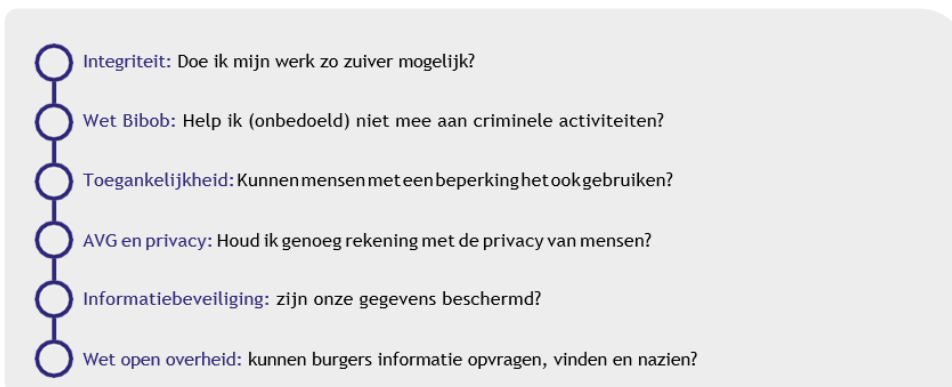 Integriteit: Doe ik mijn werk zo zuiver mogelijk?
Wet Bibob: Help ik (onbedoeld) niet mee aan criminele activiteiten?
Toegankelijkheid: Kunnen mensen met een beperking het ook gebruiken?
AVG en privacy: Houd ik genoeg rekening met de privacy van mensen?
Informatiebeveiliging: zijn onze gegevens beschermd?
Wet open overheid: kunnen burgers informatie opvragen, vinden en nazien?